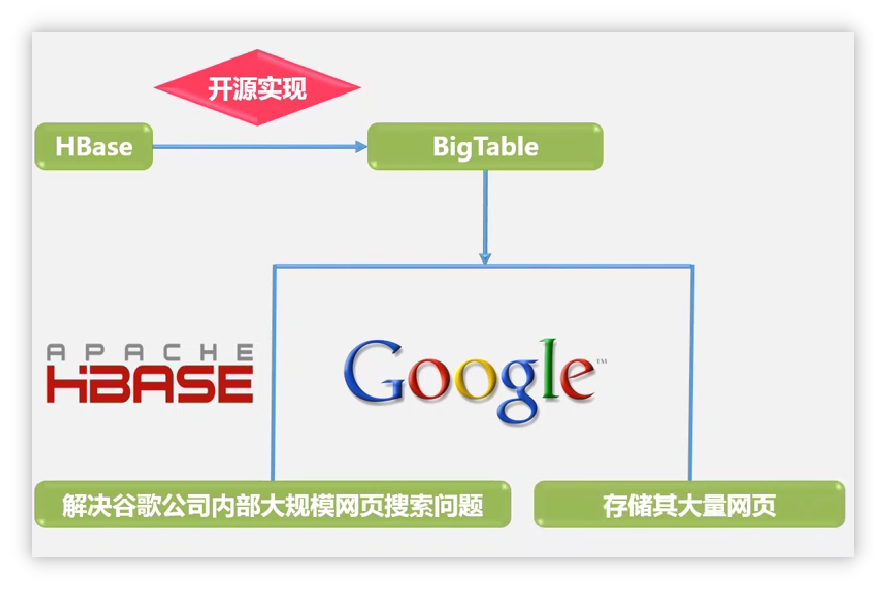 开源实现
HBase
BigTable
APACHE
HBASE
Google™
解决谷歌公司内部大规模网页搜索问题
存储其大量网页